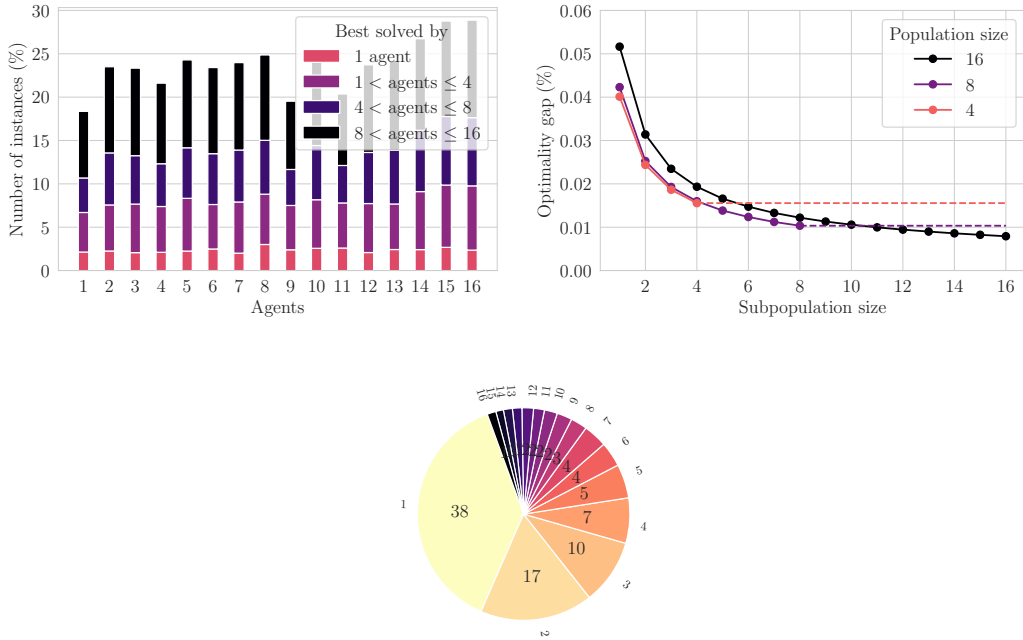 Number of instances (%)
30
25
20
15
10
5
0
Best solved by
1 agent
1 < agents ≤ 4
4 < agents ≤ 8
8 < agents ≤ 16
1 2 3 4 5 6 7 8 9 10 11 12 13 14 15 16
Agents
Optimality gap (%)
0.06
0.05
0.04
0.03
0.02
0.01
0.00
Population size
16
8
4
2 4 6 8 10 12 14 16
Subpopulation size
16 15 14 13 12 11 10 9 8 7 6 5 4 3 2 1
38
17
10
7
5
4
4
3
2
2
2